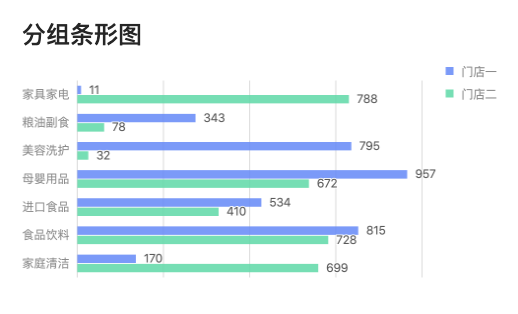 分组条形图
门店一
门店二
家具家电 11
788
粮油副食 343
78
美容洗护 795
32
母婴用品 957
672
进口食品 534
410
食品饮料 815
728
家庭清洁 170
699